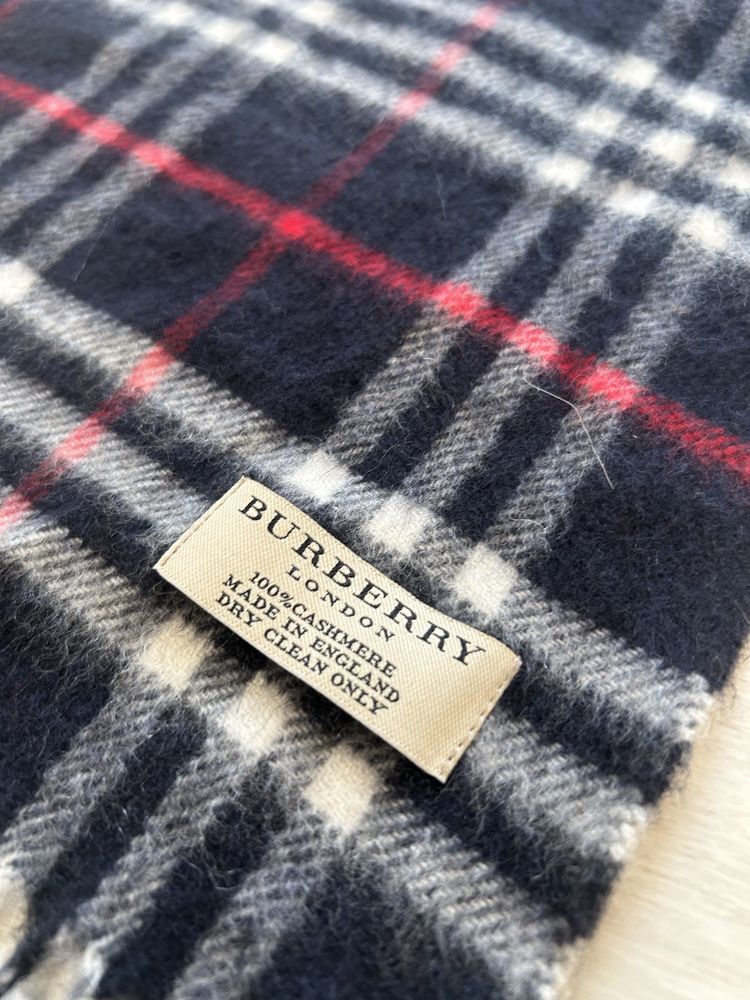 BURBERRY
LONDON
100%CASHMERE
MADE IN ENGLAND
DRY CLEAN ONLY